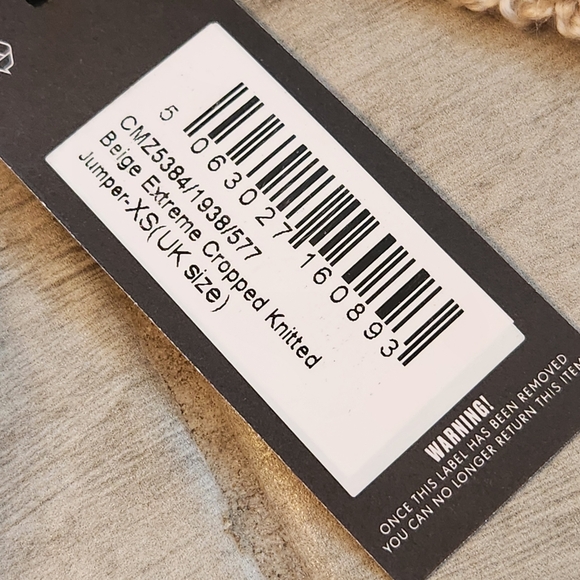 5 063027 160893
CMZ5384/1938/577
Beige Extreme Cropped Knitted
Jumper-XS(UK size)
WARNING!
ONCE THIS LABEL HAS BEEN REMOVED
YOU CAN NO LONGER RETURN THIS ITEM